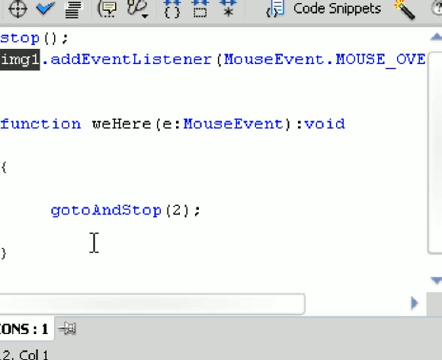 Code Snippets
stop();
img1.addEventListener(MouseEvent.MOUSE_OVE
function weHere(e:MouseEvent):void
{
gotoAndStop(2);
}
ONS : 1
2, Col 1